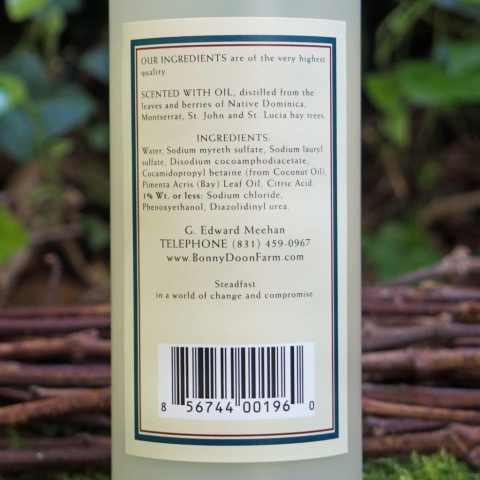 OUR INGREDIENTS are of the very highest
quality.
SCENTED WITH OIL, distilled from the
leaves and berries of Native Dominica,
Montserrat, St. John and St. Lucia bay trees.
INGREDIENTS:
Water, Sodium myreth sulfate, Sodium lauryl
sulfate, Disodium cocoamphodiacetate,
Cocamidopropyl betaine (from Coconut Oil),
Pimenta Acris (Bay) Leaf Oil, Citric Acid.
1% Wt. or less: Sodium chloride,
Phenoxyethanol, Diazolidinyl urea.
G. Edward Meehan
TELEPHONE (831) 459-0967
www.BonnyDoonFarm.com
Steadfast
in a world of change and compromise.
8 56744 00196 0